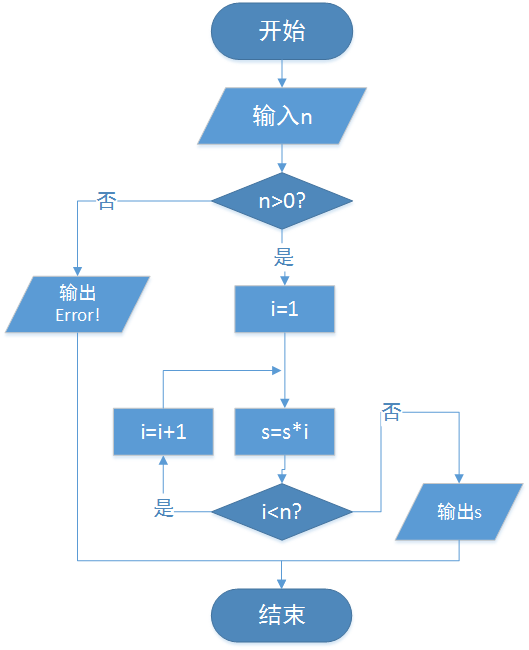 开始
输入n
n>0?
否
是
输出
Error!
i=1
i=i+1
s=s*i
否
是
i<n?
输出s
结束